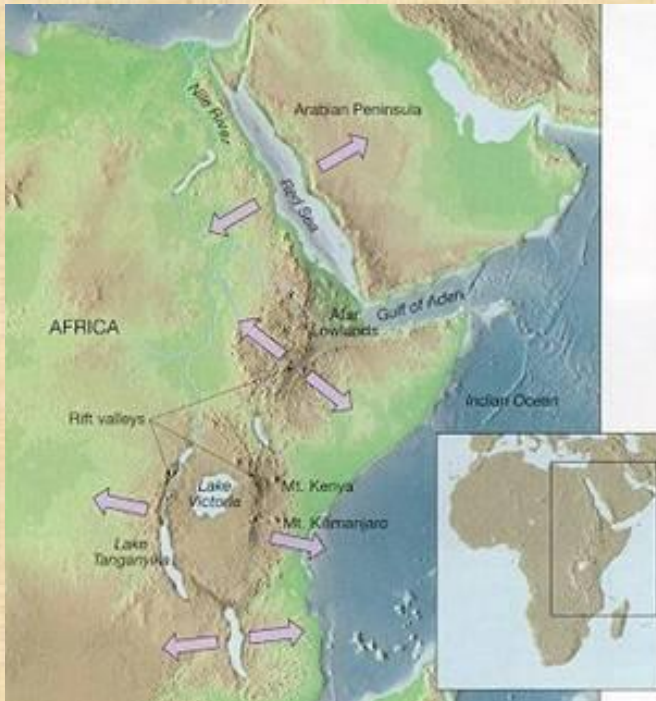 Nile River
Arabian Peninsula
Red Sea
AFRICA
Afar
Lowlands
Gulf of Aden
Rift valleys
Indian Ocean
Lake
Victoria
Mt. Kenya
Mt. Kilimanjaro
Lake
Tanganyika